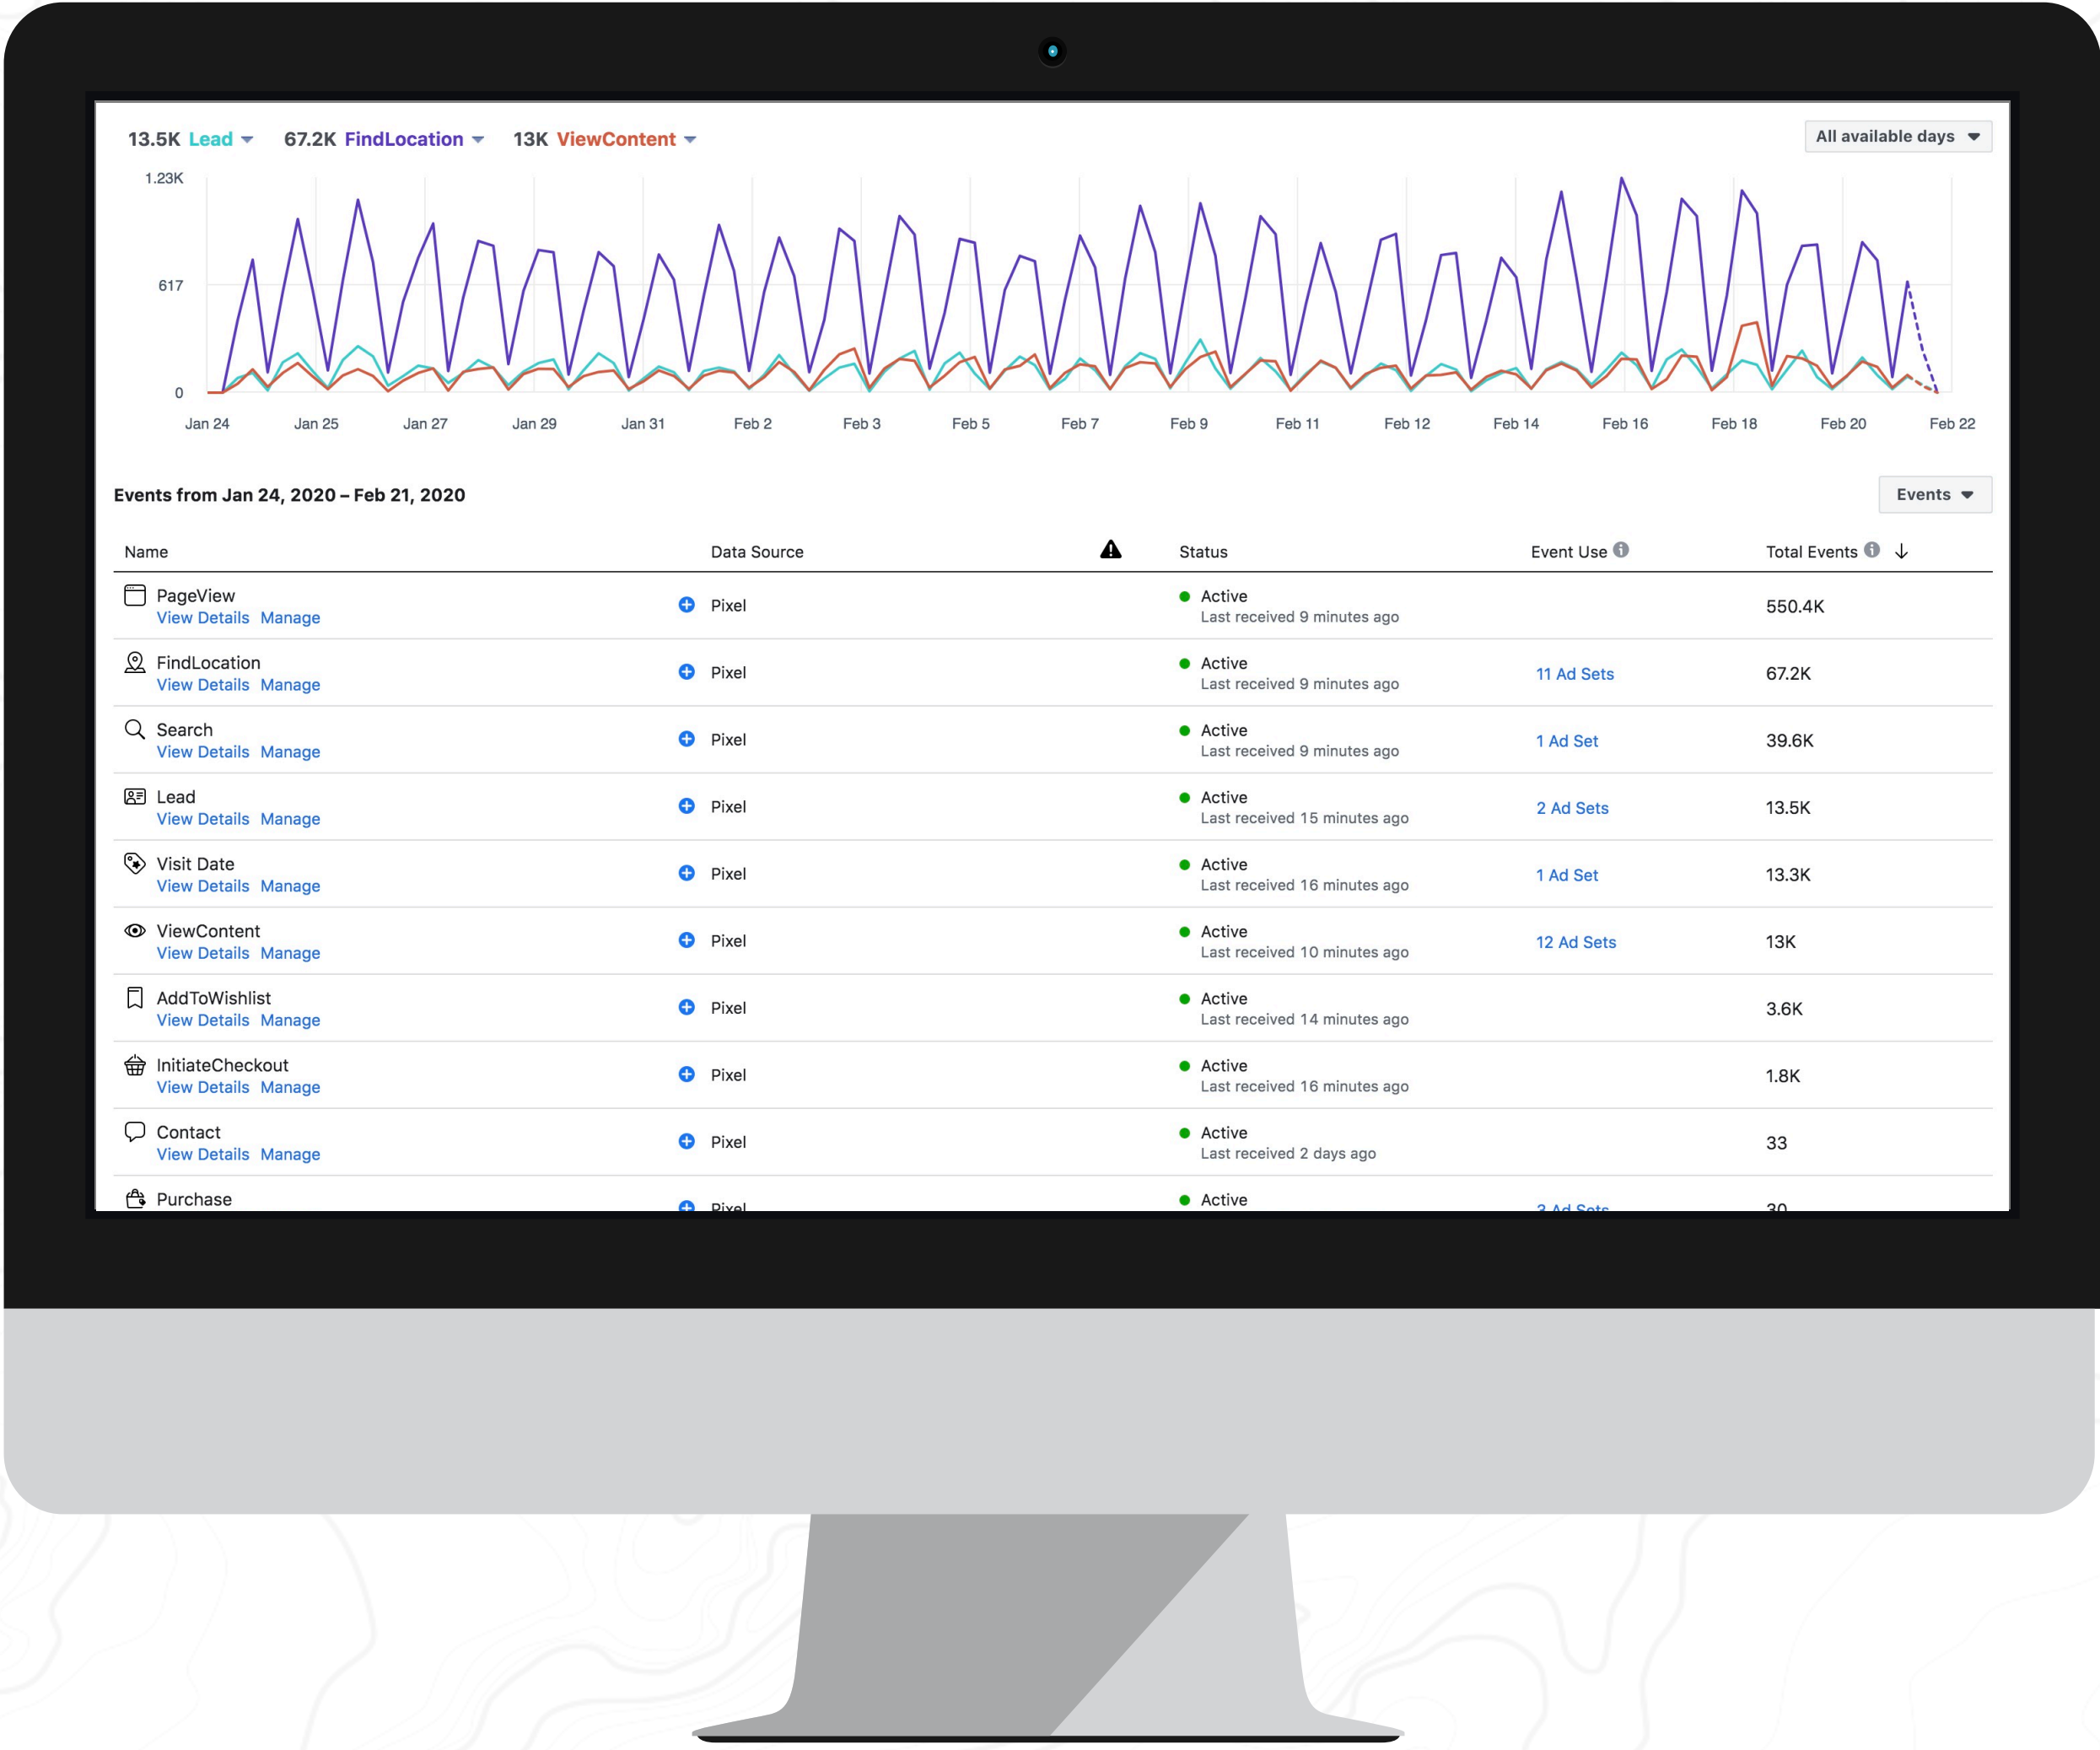 13.5K Lead 67.2K FindLocation 13K ViewContent All available days
1.23K
617
0
Jan 24 Jan 25 Jan 27 Jan 29 Jan 31 Feb 2 Feb 3 Feb 5 Feb 7 Feb 9 Feb 11 Feb 12 Feb 14 Feb 16 Feb 18 Feb 20 Feb 22
Events from Jan 24, 2020 – Feb 21, 2020 Events
Name Data Source Status Event Use Total Events
PageView Active
Pixel 550.4K
View Details Manage Last received 9 minutes ago
FindLocation Active
Pixel 11 Ad Sets 67.2K
View Details Manage Last received 9 minutes ago
Search Active
Pixel 1 Ad Set 39.6K
View Details Manage Last received 9 minutes ago
Lead Active
Pixel 2 Ad Sets 13.5K
View Details Manage Last received 15 minutes ago
Visit Date Active
Pixel 1 Ad Set 13.3K
View Details Manage Last received 16 minutes ago
ViewContent Active
Pixel 12 Ad Sets 13K
View Details Manage Last received 10 minutes ago
AddToWishlist Active
Pixel 3.6K
View Details Manage Last received 14 minutes ago
InitiateCheckout Active
Pixel 1.8K
View Details Manage Last received 16 minutes ago
Contact Active
Pixel 33
View Details Manage Last received 2 days ago
Purchase Active
Pixel 3 Ad Sets 30